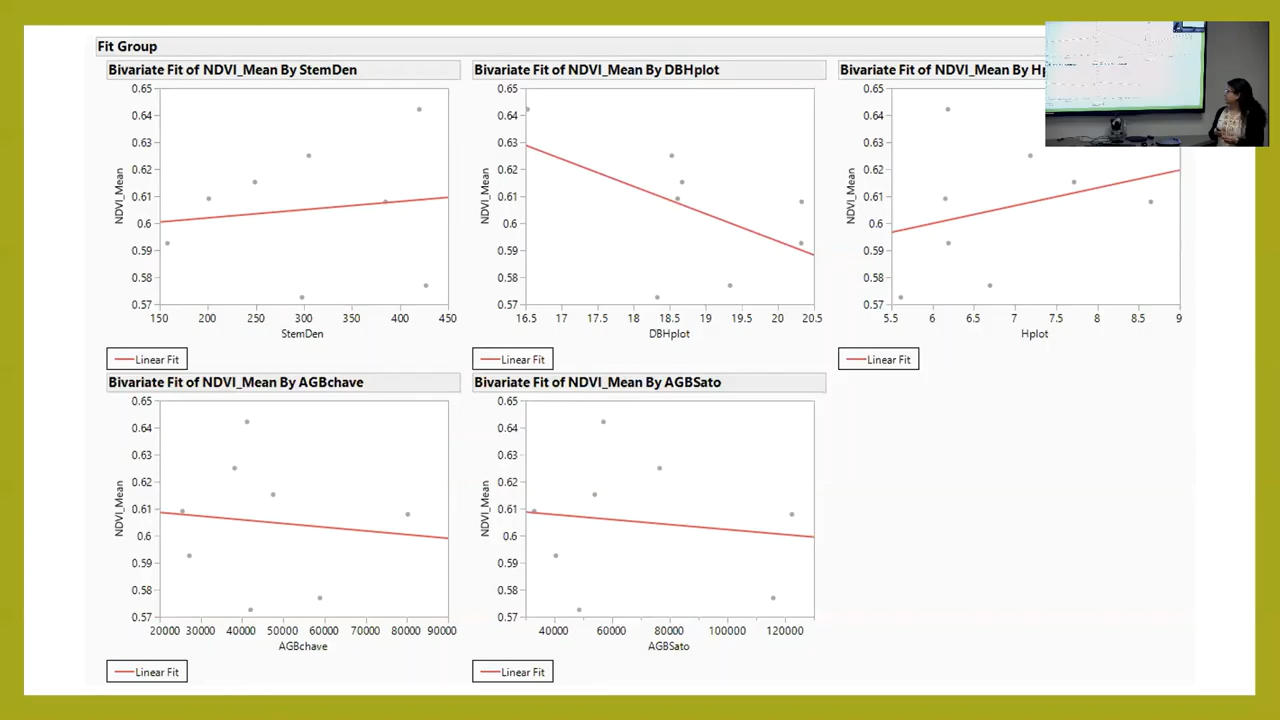 Fit Group
Bivariate Fit of NDVI_Mean By StemDen
0.65
0.64
0.63
0.62
0.61
0.6
0.59
0.58
0.57
NDVI_Mean
150 200 250 300 350 400 450
StemDen
Linear Fit
Bivariate Fit of NDVI_Mean By DBHplot
0.65
0.64
0.63
0.62
0.61
0.6
0.59
0.58
0.57
NDVI_Mean
16.5 17 17.5 18 18.5 19 19.5 20 20.5
DBHplot
Linear Fit
Bivariate Fit of NDVI_Mean By Hp
0.65
0.64
0.63
0.62
0.61
0.6
0.59
0.58
0.57
NDVI_Mean
5.5 6 6.5 7 7.5 8 8.5 9
Hplot
Linear Fit
Bivariate Fit of NDVI_Mean By AGBchave
0.65
0.64
0.63
0.62
0.61
0.6
0.59
0.58
0.57
NDVI_Mean
20000 30000 40000 50000 60000 70000 80000 90000
AGBchave
Linear Fit
Bivariate Fit of NDVI_Mean By AGBSato
0.65
0.64
0.63
0.62
0.61
0.6
0.59
0.58
0.57
NDVI_Mean
40000 60000 80000 100000 120000
AGBSato
Linear Fit